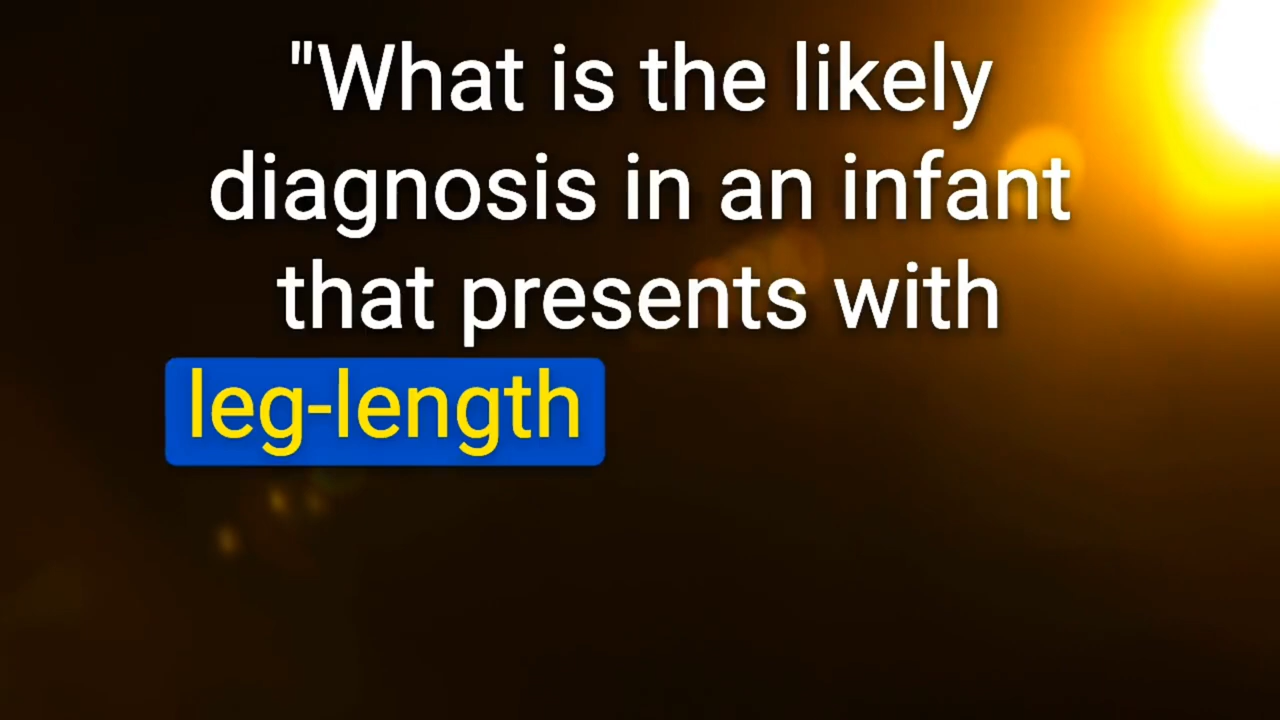 "What is the likely
diagnosis in an infant
that presents with
leg-length